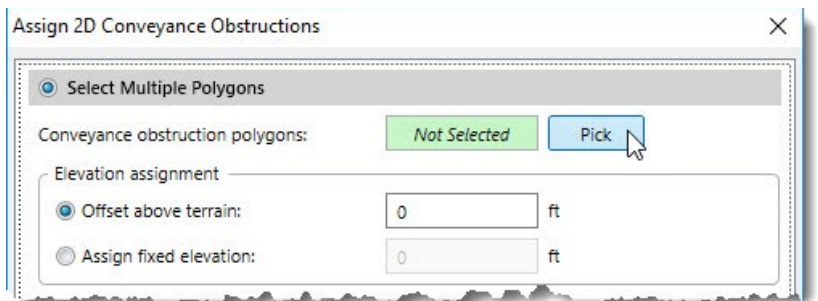 Assign 2D Conveyance Obstructions
Select Multiple Polygons
Conveyance obstruction polygons: Not Selected Pick
Elevation assignment
Offset above terrain: 0 ft
Assign fixed elevation: 0 ft